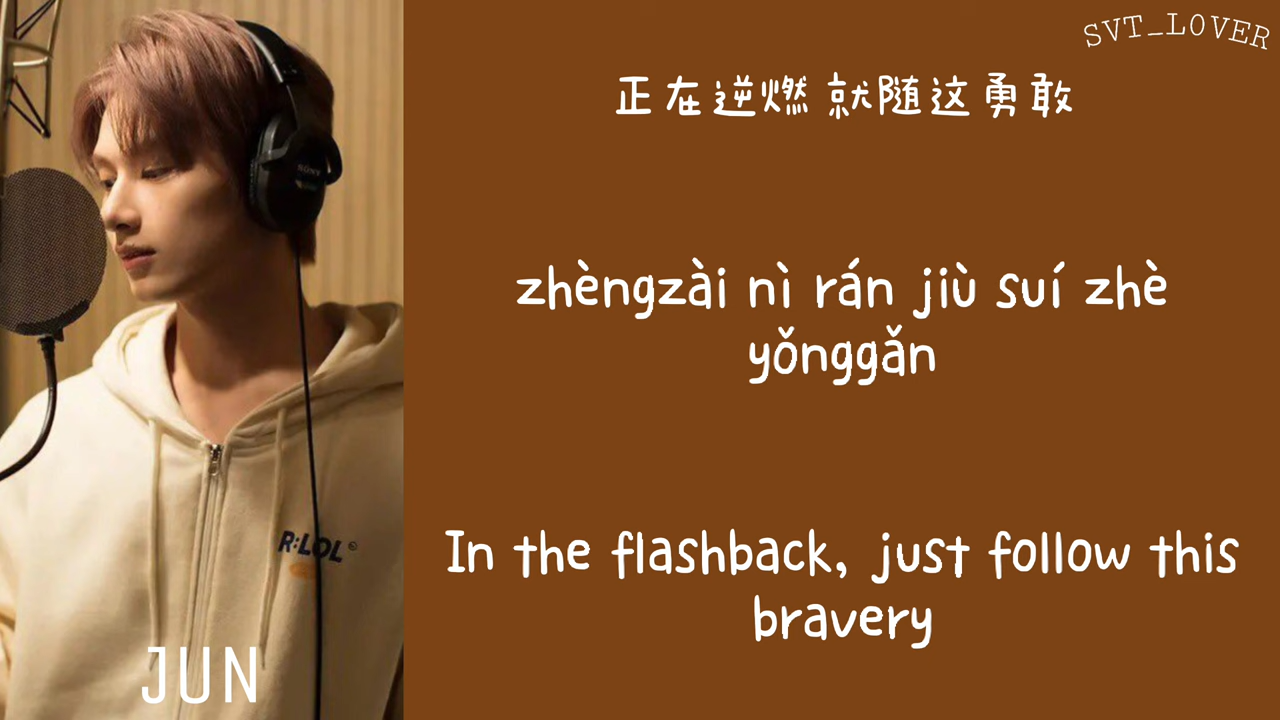 SVT_LOVER
正在逆燃 就随这勇敢
zhèngzài nì rán jiù suí zhè
yǒnggǎn
In the flashback, just follow this
bravery
SONY
R:LOL©
JUN